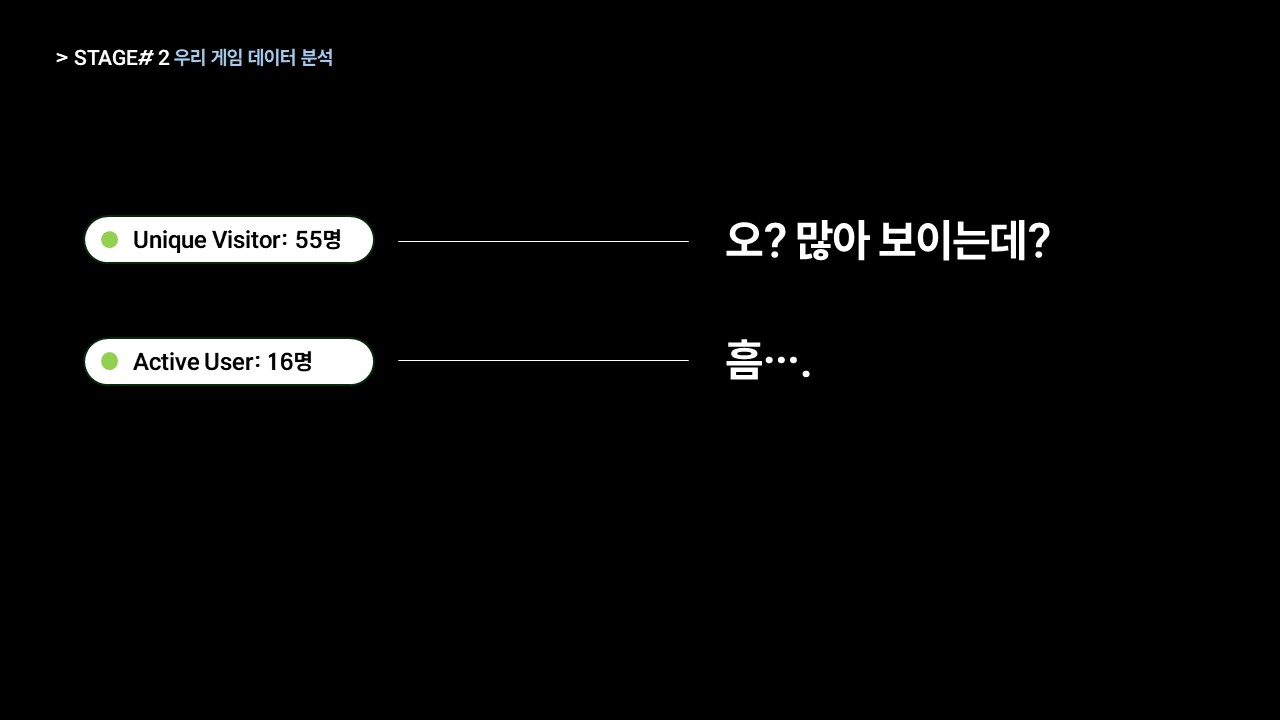 > STAGE# 2 우리 게임 데이터 분석
Unique Visitor: 55명
오? 많아 보이는데?
Active User: 16명
흠….